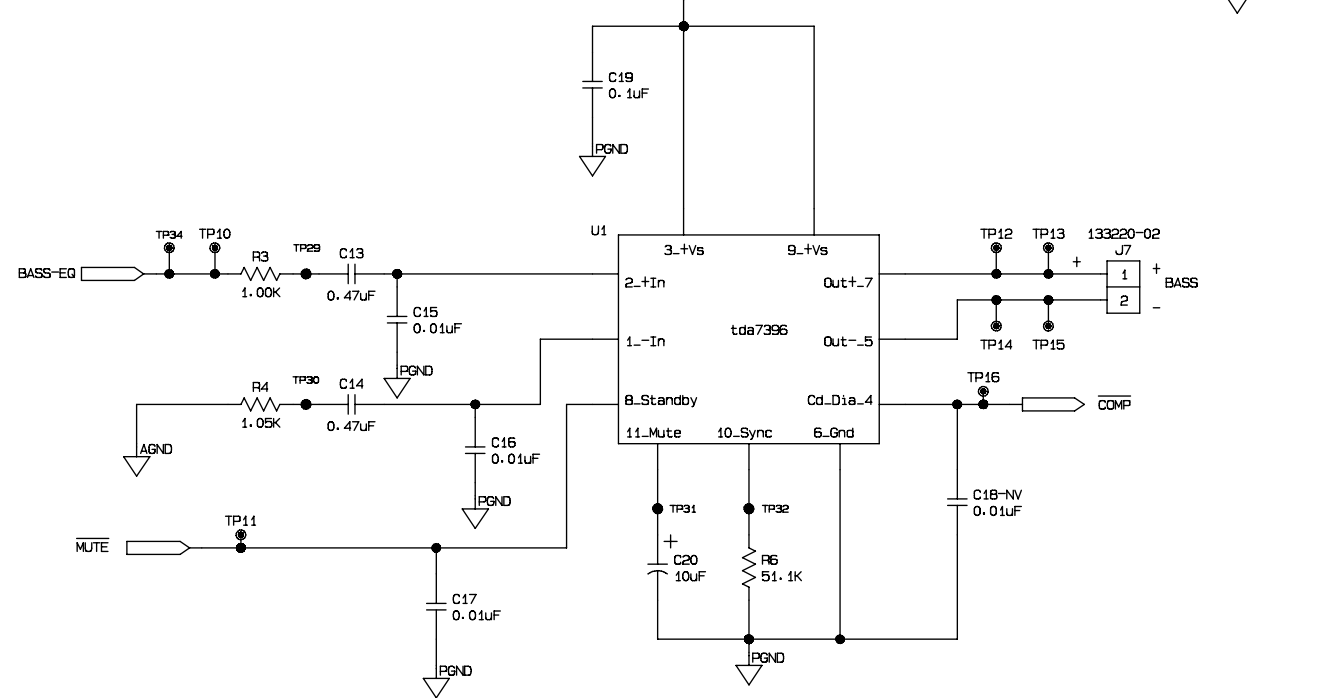 C19
0.1uF
PGND
U1
3_+Vs
9_+Vs
TP34
TP10
TP29
C13
R3
BASS-EQ
1.00K
0.47uF
2_+In
Out+_7
TP12
TP13
133220-02
J7
+
1
+
BASS
2
-
C15
0.01uF
PGND
tda7396
1_-In
Out-_5
TP14
TP15
R4
TP30
C14
1.05K
0.47uF
8_Standby
Cd_Dia_4
TP16
COMP
11_Mute
10_Sync
6_Gnd
AGND
C16
0.01uF
PGND
C18-NV
0.01uF
TP31
TP32
TP11
MUTE
+
C20
10uF
R6
51.1K
C17
0.01uF
PGND
PGND